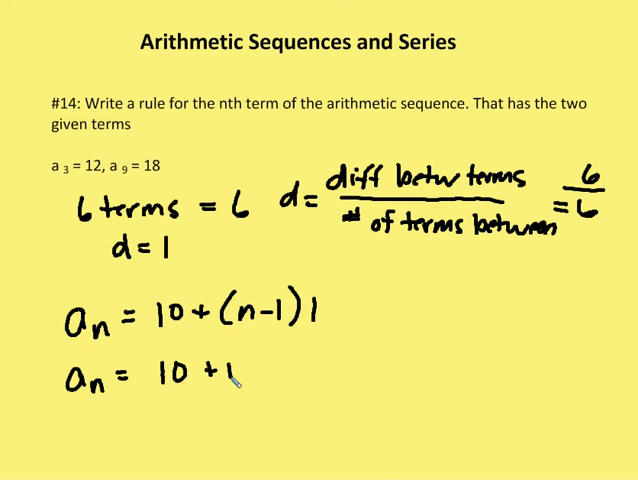 Arithmetic Sequences and Series
#14: Write a rule for the nth term of the arithmetic sequence. That has the two
given terms
a 3 = 12, a 9 = 18
6 terms = 6
d = 1
d = diff betw terms / # of terms between = 6/6
an = 10 + (n-1) 1
an = 10 + 1